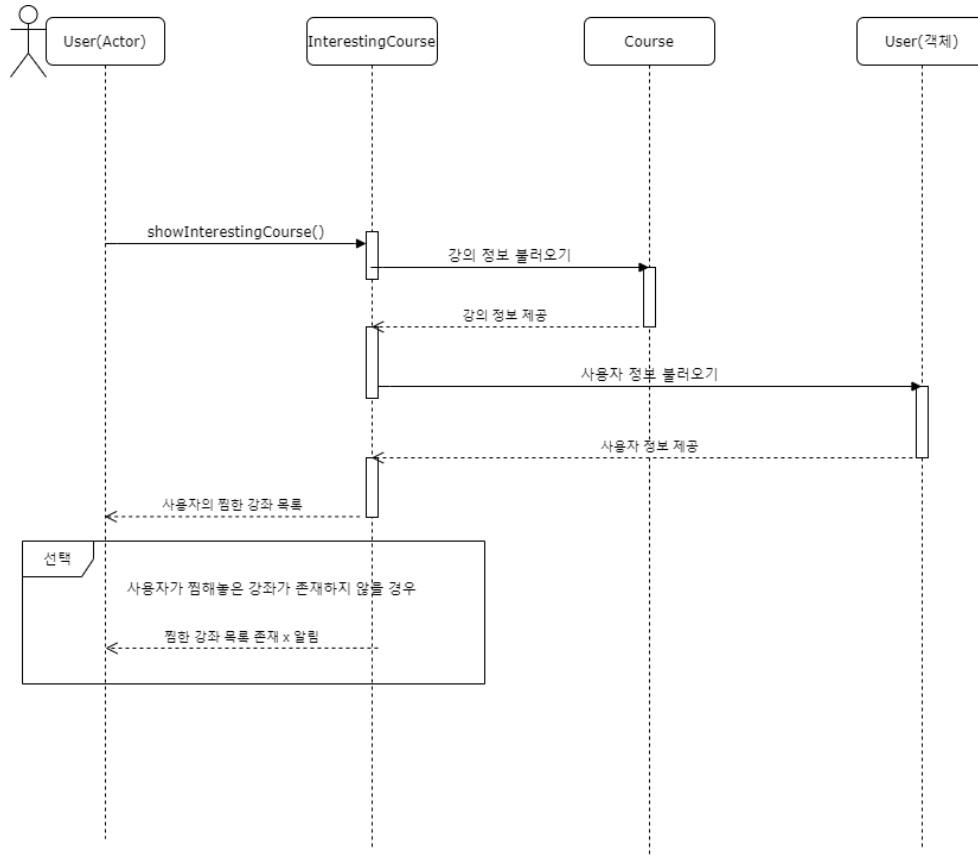 User(Actor)
InterestingCourse
Course
User(객체)
showInterestingCourse()
강의 정보 불러오기
강의 정보 제공
사용자 정보 불러오기
사용자 정보 제공
사용자의 찜한 강좌 목록
선택
사용자가 찜해놓은 강좌가 존재하지 않을 경우
찜한 강좌 목록 존재 x 알림